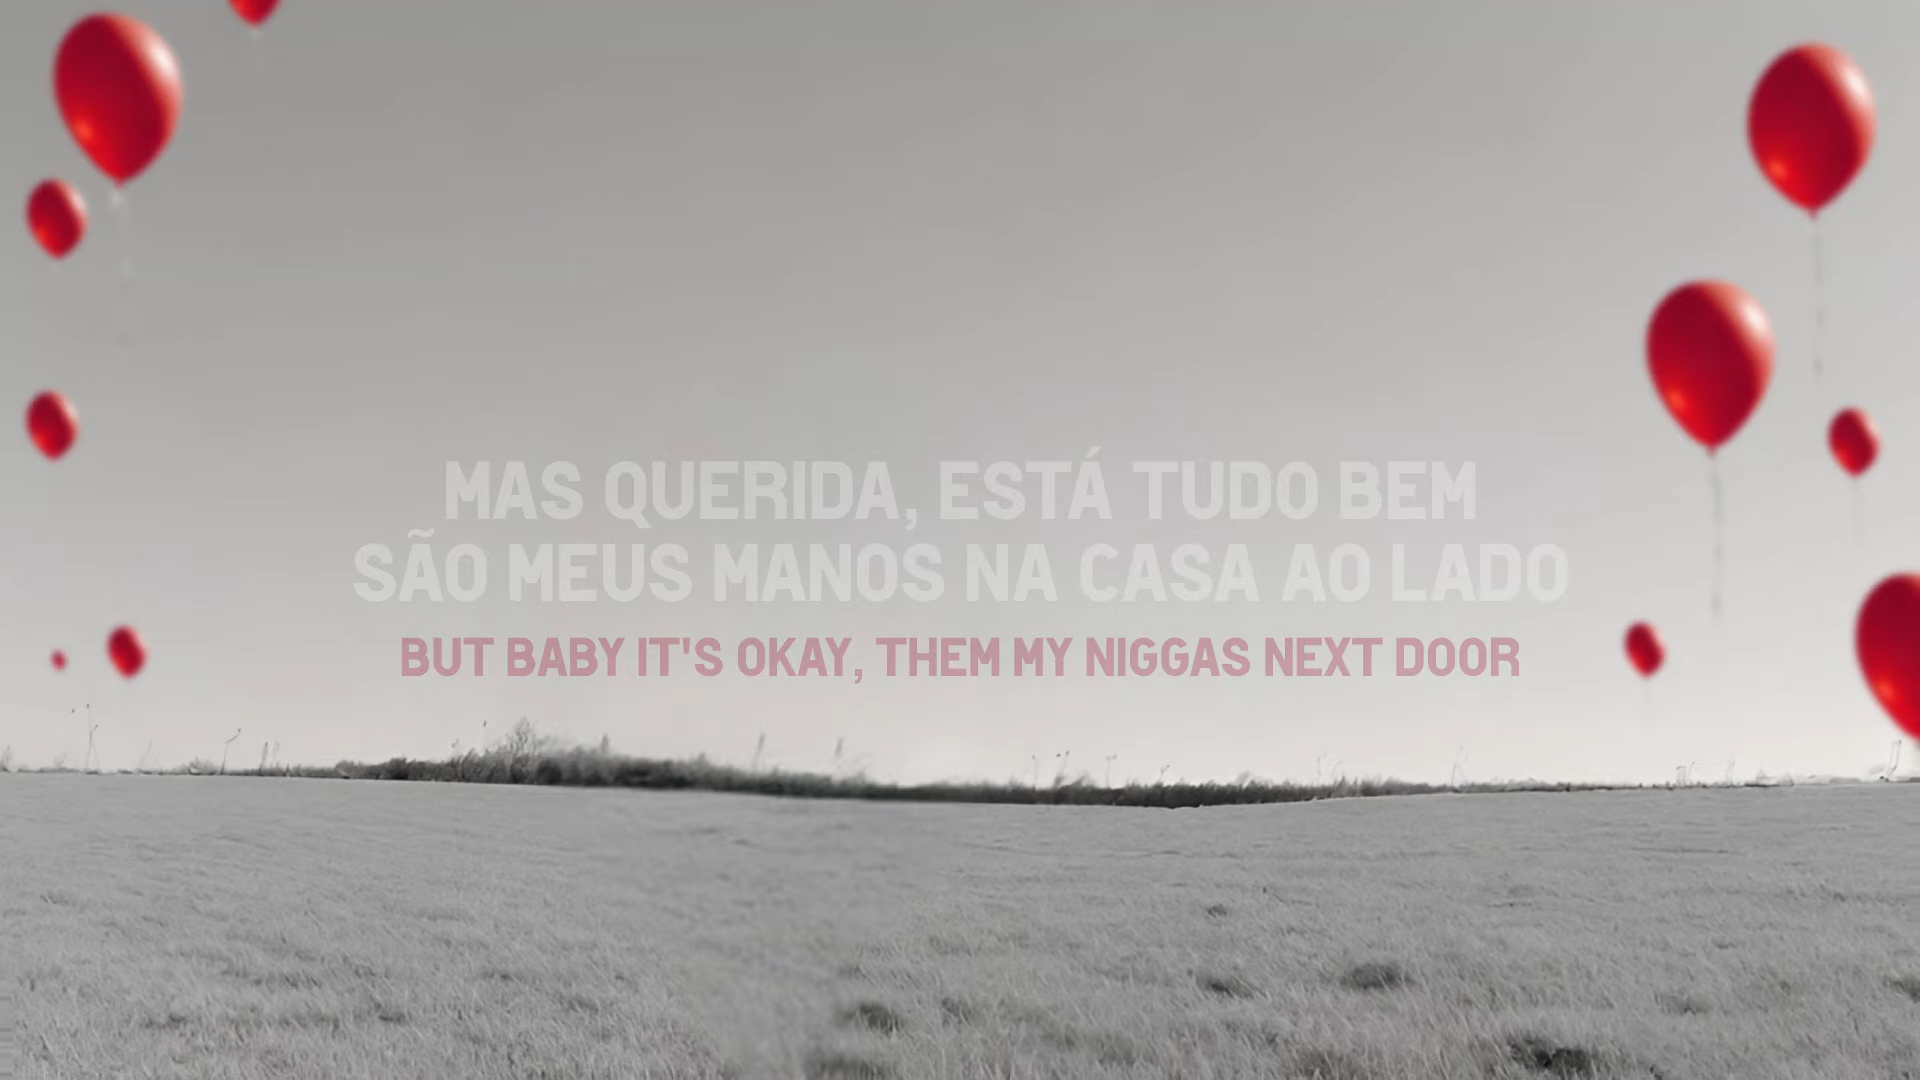 MAS QUERIDA, ESTÁ TUDO BEM
SÃO MEUS MANOS NA CASA AO LADO
BUT BABY IT'S OKAY, THEM MY NIGGAS NEXT DOOR